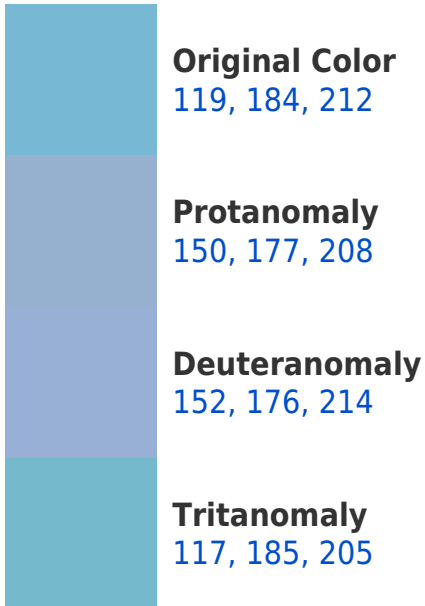 Original Color
119, 184, 212
Protanomaly
150, 177, 208
Deuteranomaly
152, 176, 214
Tritanomaly
117, 185, 205